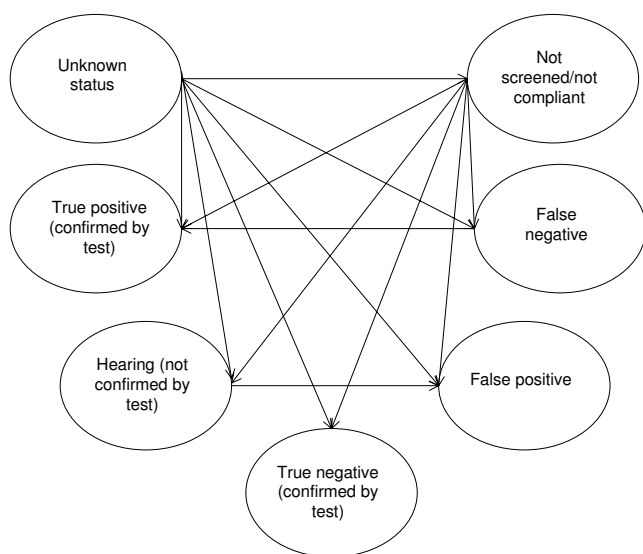 Unknown
status
Not
screened/not
compliant
True positive
(confirmed by
test)
False
negative
Hearing (not
confirmed by
test)
False positive
True negative
(confirmed by
test)